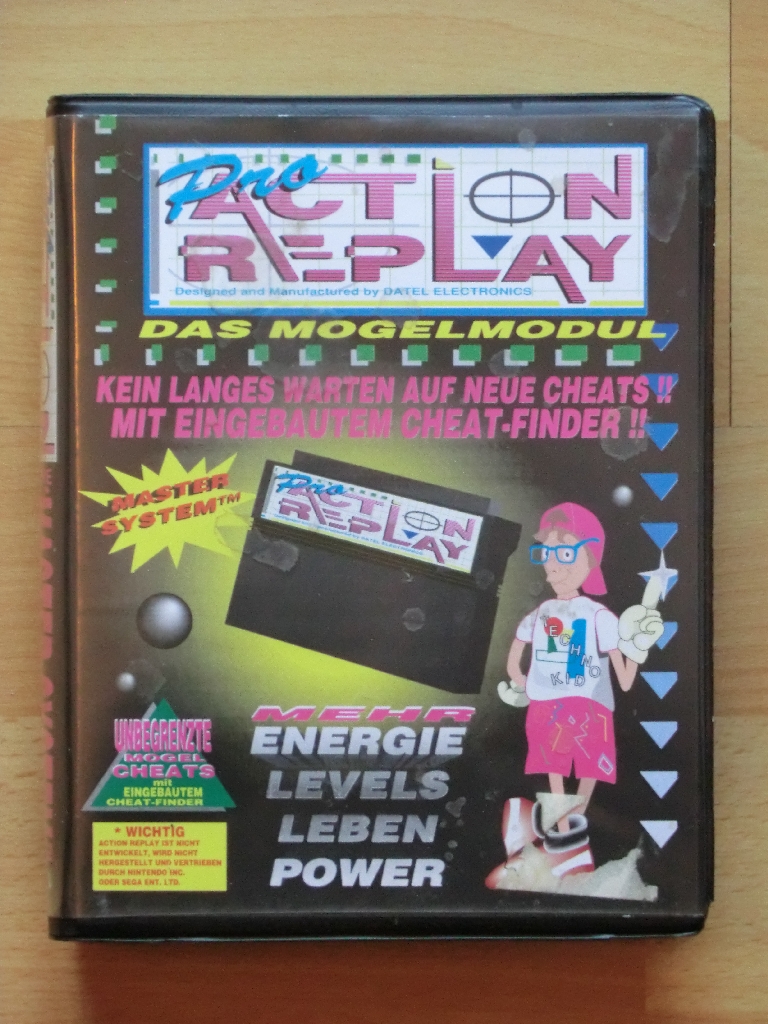 Pro
ACTION
REPLAY
Designed and Manufactured by DATEL ELECTRONICS
DAS MOGELMODUL
KEIN LANGES WARTEN AUF NEUE CHEATS !!
MIT EINGEBAUTEM CHEAT-FINDER !!
MASTER
SYSTEM™
Pro
ACTION
REPLAY
TECHNO
KID
MEHR
ENERGIE
LEVELS
LEBEN
POWER
UNBEGRENZTE
MOGEL
CHEATS
mit
EINGEBAUTEM
CHEAT-FINDER
* WICHTIG
ACTION REPLAY IST NICHT
ENTWICKELT, WIRD NICHT
HERGESTELLT UND VERTRIEBEN
DURCH NINTENDO INC.
ODER SEGA ENT. LTD.